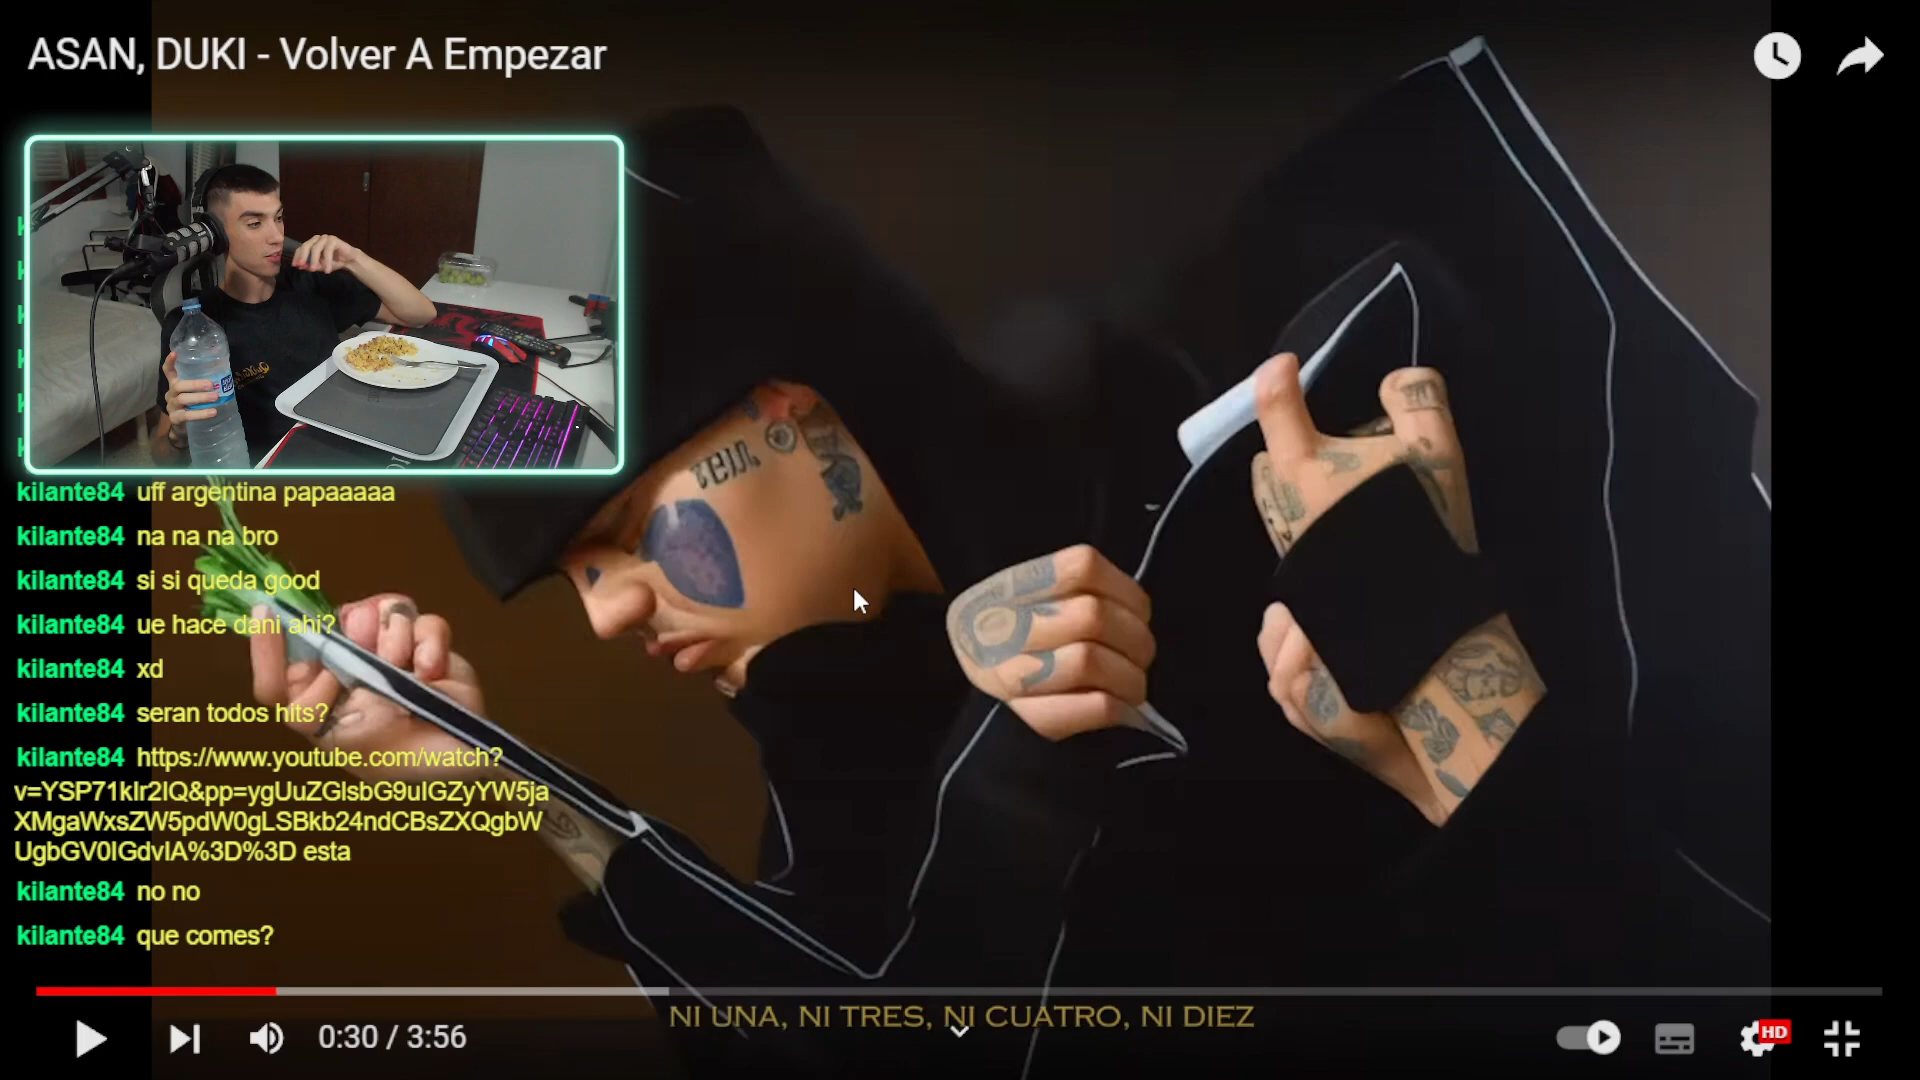 ASAN, DUKI - Volver A Empezar
kilante84 uff argentina papaaaaa
kilante84 na na na bro
kilante84 si si queda good
kilante84 ue hace dani ahi?
kilante84 xd
kilante84 seran todos hits?
kilante84 https://www.youtube.com/watch?
v=YSP71kIr2IQ&pp=ygUuZGlsbG9uIGZyYW5ja
XMgaWxsZW5pdW0gLSBkb24ndCBsZXQgbW
UgbGV0IGdvIA%3D%3D esta
kilante84 no no
kilante84 que comes?
NI UNA, NI TRES, NI CUATRO, NI DIEZ
0:30 / 3:56
HD